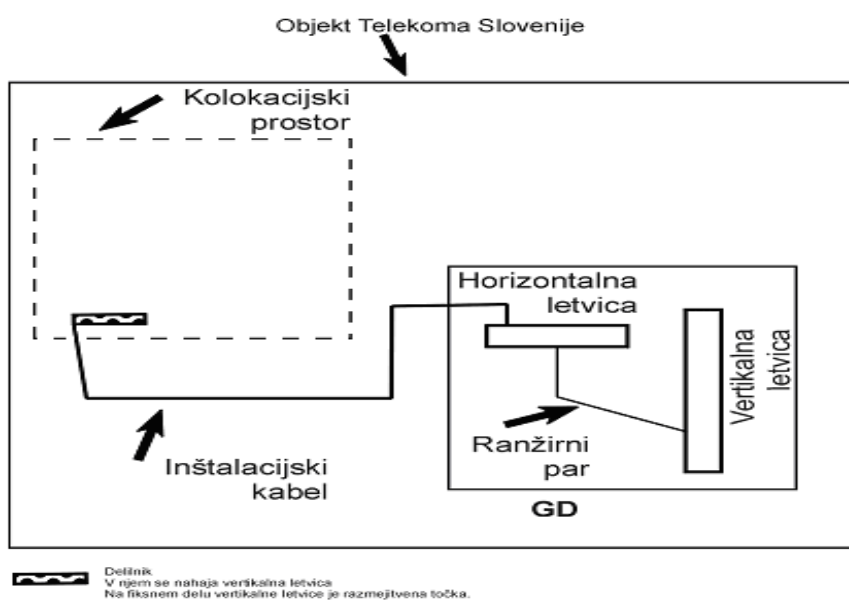 Objekt Telekoma Slovenije
Kolokacijski
prostor
Horizontalna
letvica
Vertikalna
letvica
Ranžirni
par
Inštalacijski
kabel
GD
Delilnik
V njem se nahaja vertikalna letvica
Na fiksnem delu vertikalne letvice je razmejitvena točka.